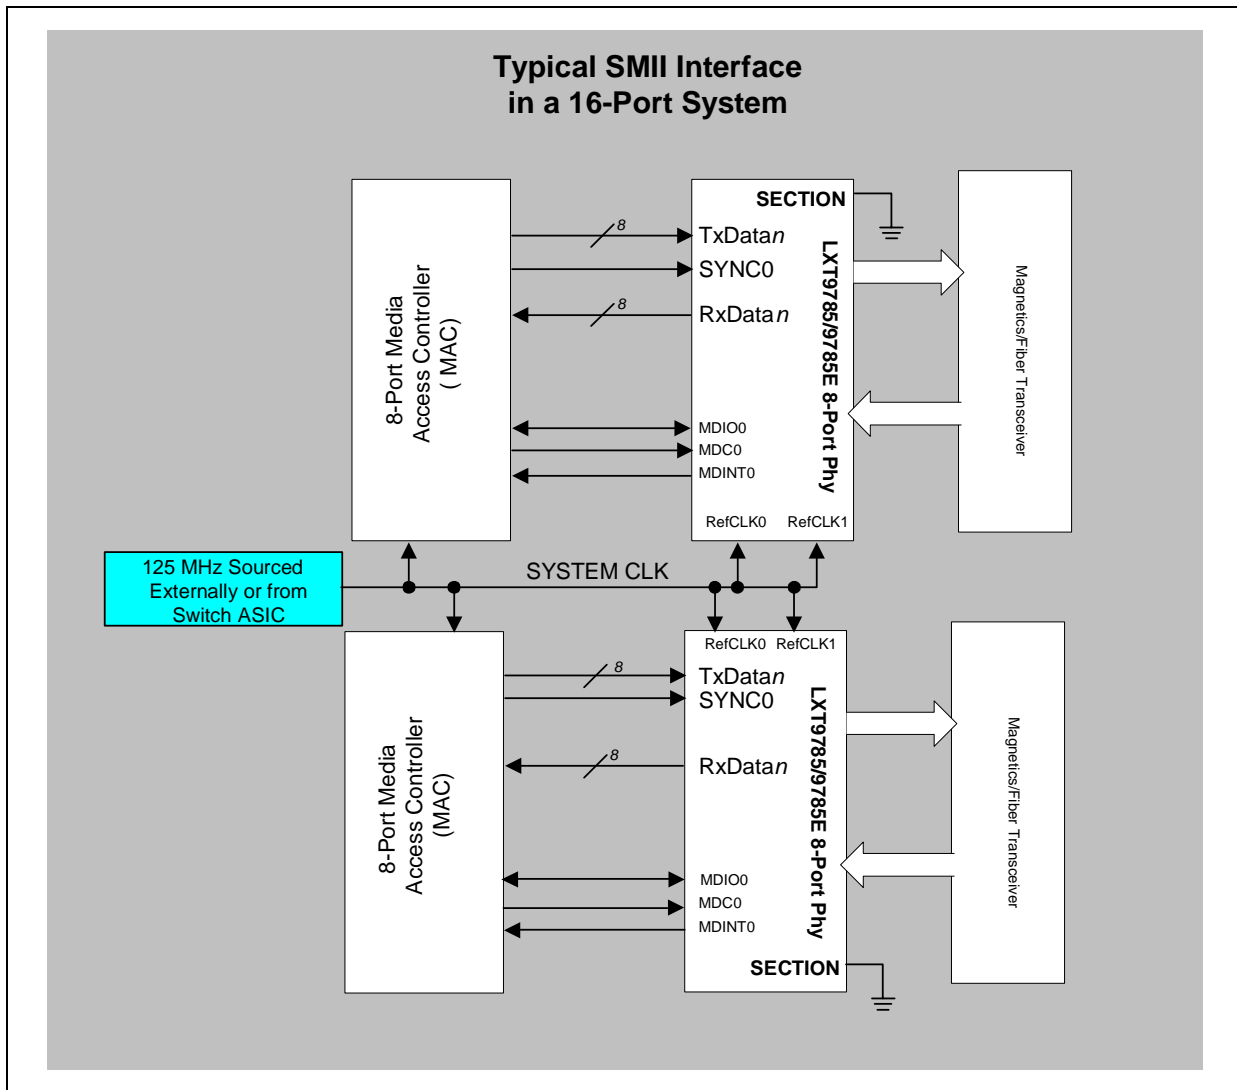 Typical SMII Interface
in a 16-Port System
8-Port Media
Access Controller
( MAC)
8
8
SECTION
TxDatan
SYNC0
RxDatan
MDIO0
MDC0
MDINT0
RefCLK0 RefCLK1
LXT9785/9785E 8-Port Phy
Magnetics/Fiber Transceiver
125 MHz Sourced
Externally or from
Switch ASIC
SYSTEM CLK
8-Port Media
Access Controller
(MAC)
8
8
RefCLK0 RefCLK1
TxDatan
SYNC0
RxDatan
MDIO0
MDC0
MDINT0
SECTION
LXT9785/9785E 8-Port Phy
Magnetics/Fiber Transceiver